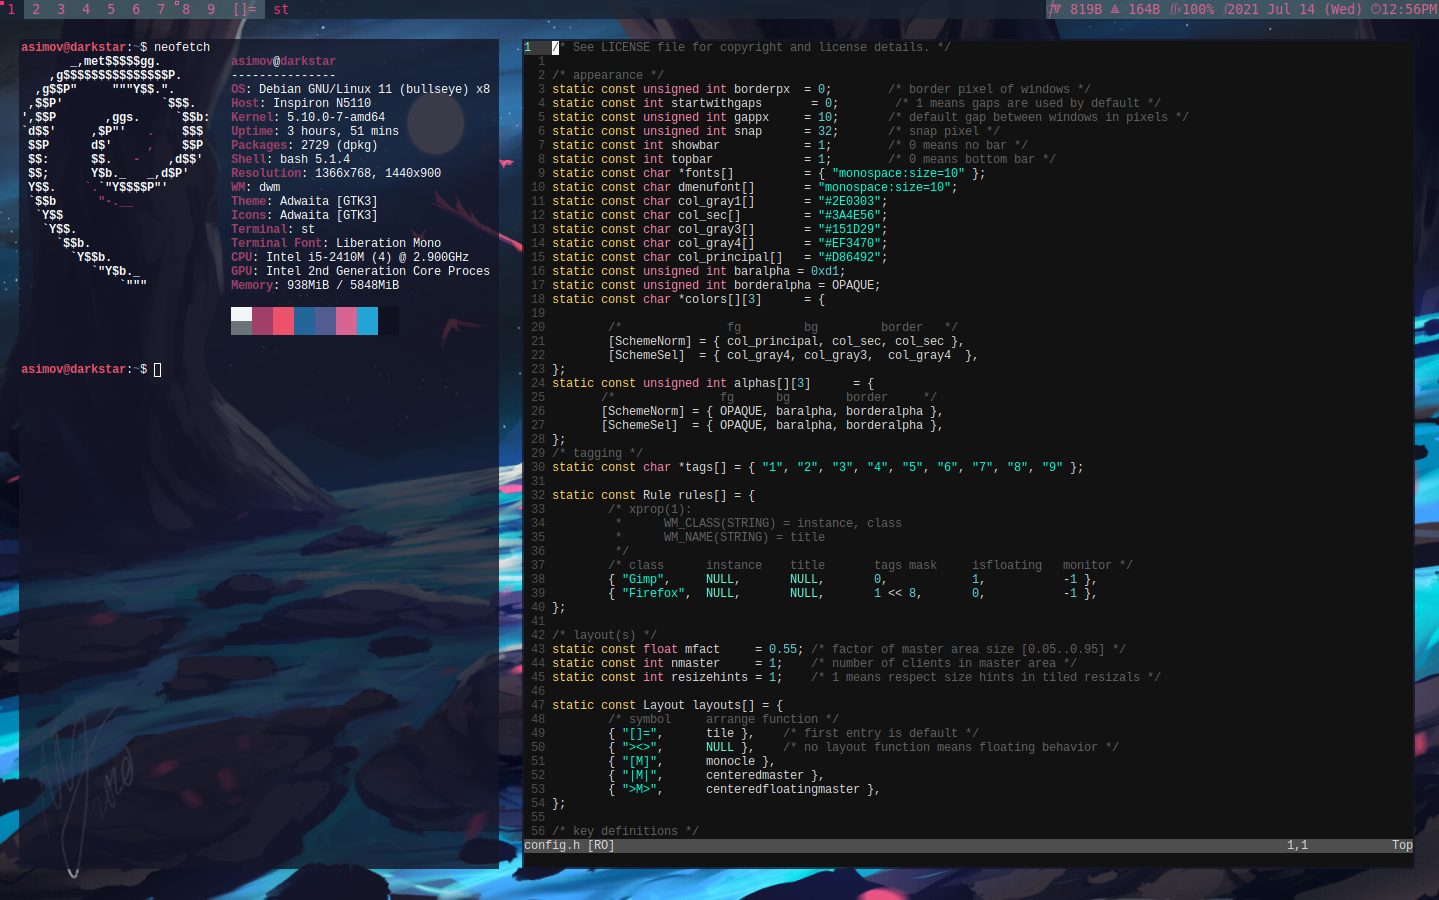 1 2 3 4 5 6 7 8 9 []= st
819B 164B 100% 2021 Jul 14 (Wed) 12:56PM
asimov@darkstar:~$ neofetch
_,met$$$$$gg.
,g$$$$$$$$$$$$$$$P.
,g$$P"     """Y$$.".
,$$P'              `$$$.
',$$P       ,ggs.     `$$b:
`d$$'     ,$P"'   .    $$$
$$P      d$'     ,    $$P
$$:      $$.   -    ,d$$'
$$;      Y$b._   _,d$P'
Y$$.    `.`"Y$$$$P"'
`$$b      "-.__
`Y$$
`Y$$.
`$$b.
`Y$$b.
`"Y$b._
`"""
asimov@darkstar
---------------
OS: Debian GNU/Linux 11 (bullseye) x8
Host: Inspiron N5110
Kernel: 5.10.0-7-amd64
Uptime: 3 hours, 51 mins
Packages: 2729 (dpkg)
Shell: bash 5.1.4
Resolution: 1366x768, 1440x900
WM: dwm
Theme: Adwaita [GTK3]
Icons: Adwaita [GTK3]
Terminal: st
Terminal Font: Liberation Mono
CPU: Intel i5-2410M (4) @ 2.900GHz
GPU: Intel 2nd Generation Core Proces
Memory: 938MiB / 5848MiB
asimov@darkstar:~$
1   /* See LICENSE file for copyright and license details. */
1
2 /* appearance */
3 static const unsigned int borderpx  = 0;        /* border pixel of windows */
4 static const int startwithgaps       = 0;        /* 1 means gaps are used by default */
5 static const unsigned int gappx     = 10;       /* default gap between windows in pixels */
6 static const unsigned int snap      = 32;       /* snap pixel */
7 static const int showbar            = 1;        /* 0 means no bar */
8 static const int topbar             = 1;        /* 0 means bottom bar */
9 static const char *fonts[]          = { "monospace:size=10" };
10 static const char dmenufont[]       = "monospace:size=10";
11 static const char col_gray1[]       = "#2E0303";
12 static const char col_sec[]         = "#3A4E56";
13 static const char col_gray3[]       = "#151D29";
14 static const char col_gray4[]       = "#EF3470";
15 static const char col_principal[]   = "#D86492";
16 static const unsigned int baralpha = 0xd1;
17 static const unsigned int borderalpha = OPAQUE;
18 static const char *colors[][3]      = {
19
20         /*               fg         bg         border   */
21         [SchemeNorm] = { col_principal, col_sec, col_sec },
22         [SchemeSel]  = { col_gray4, col_gray3,  col_gray4  },
23 };
24 static const unsigned int alphas[][3]      = {
25        /*               fg      bg        border     */
26        [SchemeNorm] = { OPAQUE, baralpha, borderalpha },
27        [SchemeSel]  = { OPAQUE, baralpha, borderalpha },
28 };
29 /* tagging */
30 static const char *tags[] = { "1", "2", "3", "4", "5", "6", "7", "8", "9" };
31
32 static const Rule rules[] = {
33         /* xprop(1):
34          *      WM_CLASS(STRING) = instance, class
35          *      WM_NAME(STRING) = title
36          */
37         /* class      instance    title       tags mask     isfloating   monitor */
38         { "Gimp",     NULL,       NULL,       0,            1,            -1 },
39         { "Firefox",  NULL,       NULL,       1 << 8,       0,            -1 },
40 };
41
42 /* layout(s) */
43 static const float mfact     = 0.55; /* factor of master area size [0.05..0.95] */
44 static const int nmaster     = 1;    /* number of clients in master area */
45 static const int resizehints = 1;    /* 1 means respect size hints in tiled resizals */
46
47 static const Layout layouts[] = {
48         /* symbol     arrange function */
49         { "[]=",      tile },    /* first entry is default */
50         { "><>",      NULL },    /* no layout function means floating behavior */
51         { "[M]",      monocle },
52         { "|M|",      centeredmaster },
53         { ">M>",      centeredfloatingmaster },
54 };
55
56 /* key definitions */
config.h [RO]                    1,1            Top